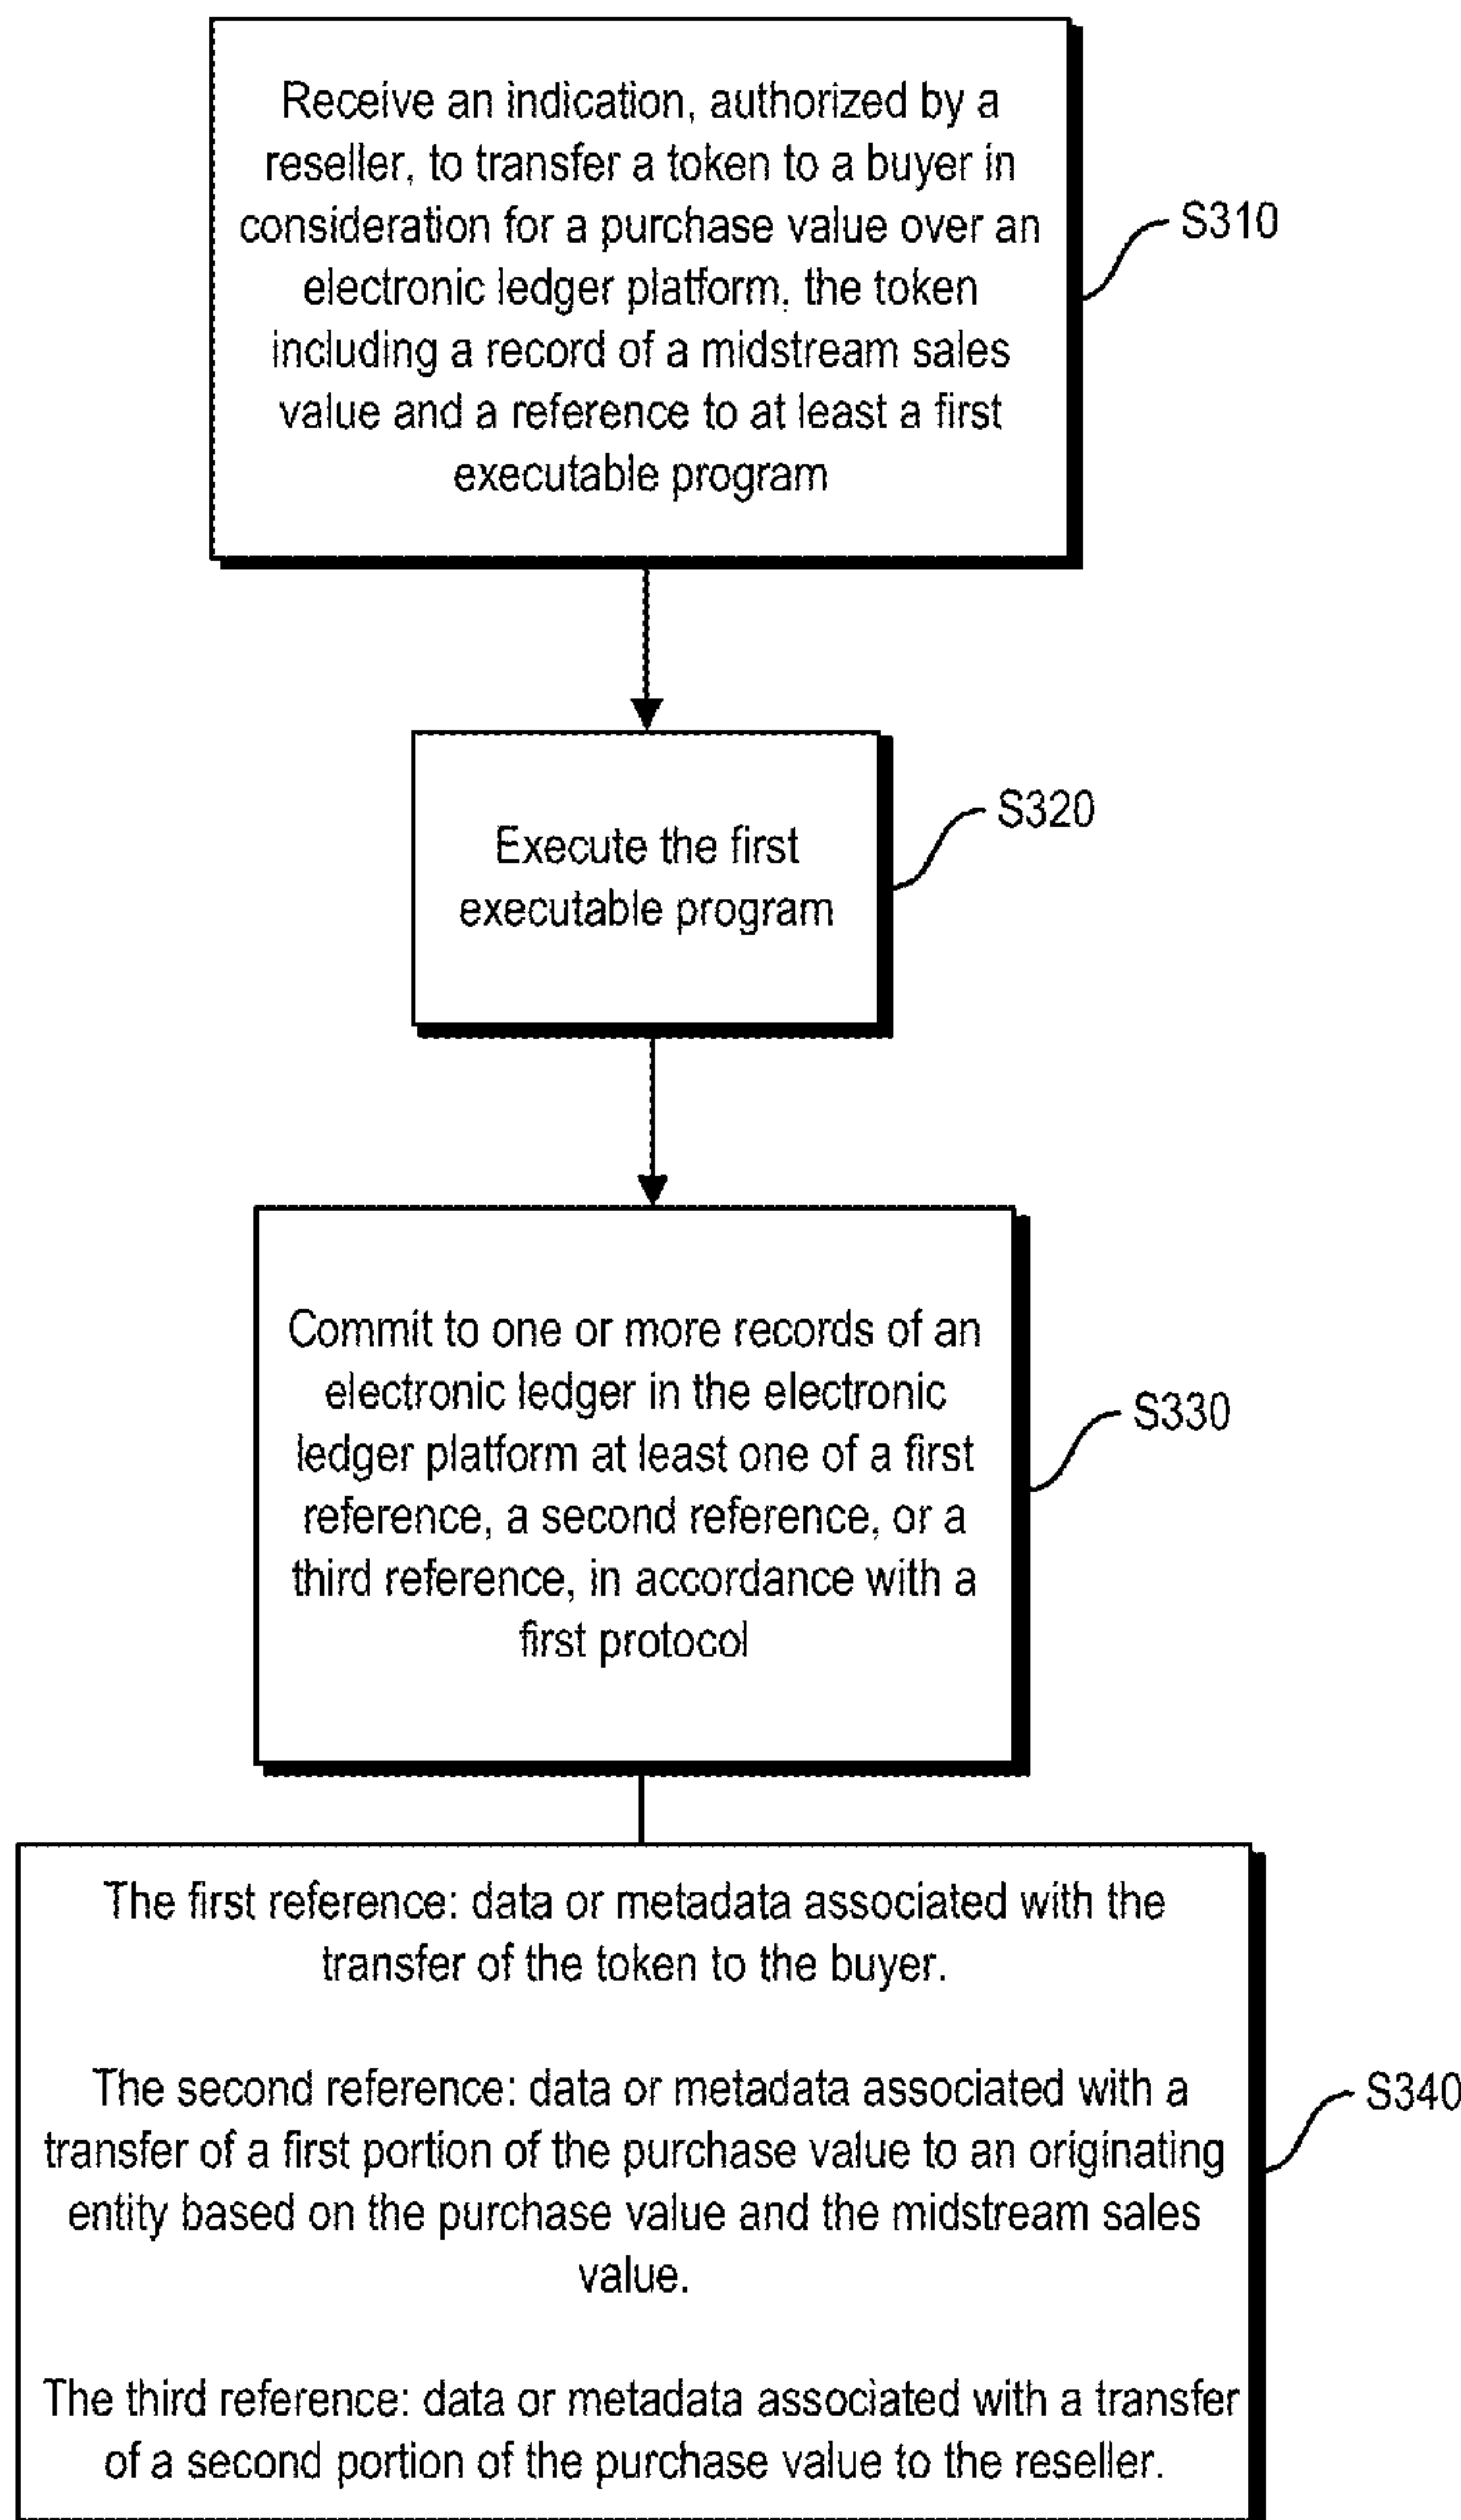 Receive an indication, authorized by a
reseller, to transfer a token to a buyer in
consideration for a purchase value over an
electronic ledger platform, the token
including a record of a midstream sales
value and a reference to at least a first
executable program
S310
Execute the first
executable program
S320
Commit to one or more records of an
electronic ledger in the electronic
ledger platform at least one of a first
reference, a second reference, or a
third reference, in accordance with a
first protocol
S330
The first reference: data or metadata associated with the
transfer of the token to the buyer.
The second reference: data or metadata associated with a
transfer of a first portion of the purchase value to an originating
entity based on the purchase value and the midstream sales
value.
The third reference: data or metadata associated with a transfer
of a second portion of the purchase value to the reseller.
S340